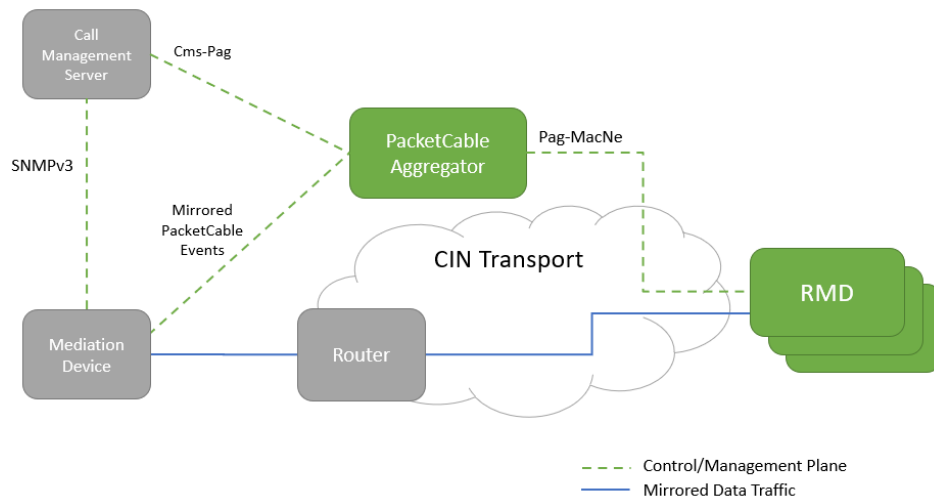 Call
Management
Server
Cms-Pag
SNMPv3
PacketCable
Aggregator
Pag-MacNe
Mirrored
PacketCable
Events
CIN Transport
RMD
Mediation
Device
Router
Control/Management Plane
Mirrored Data Traffic